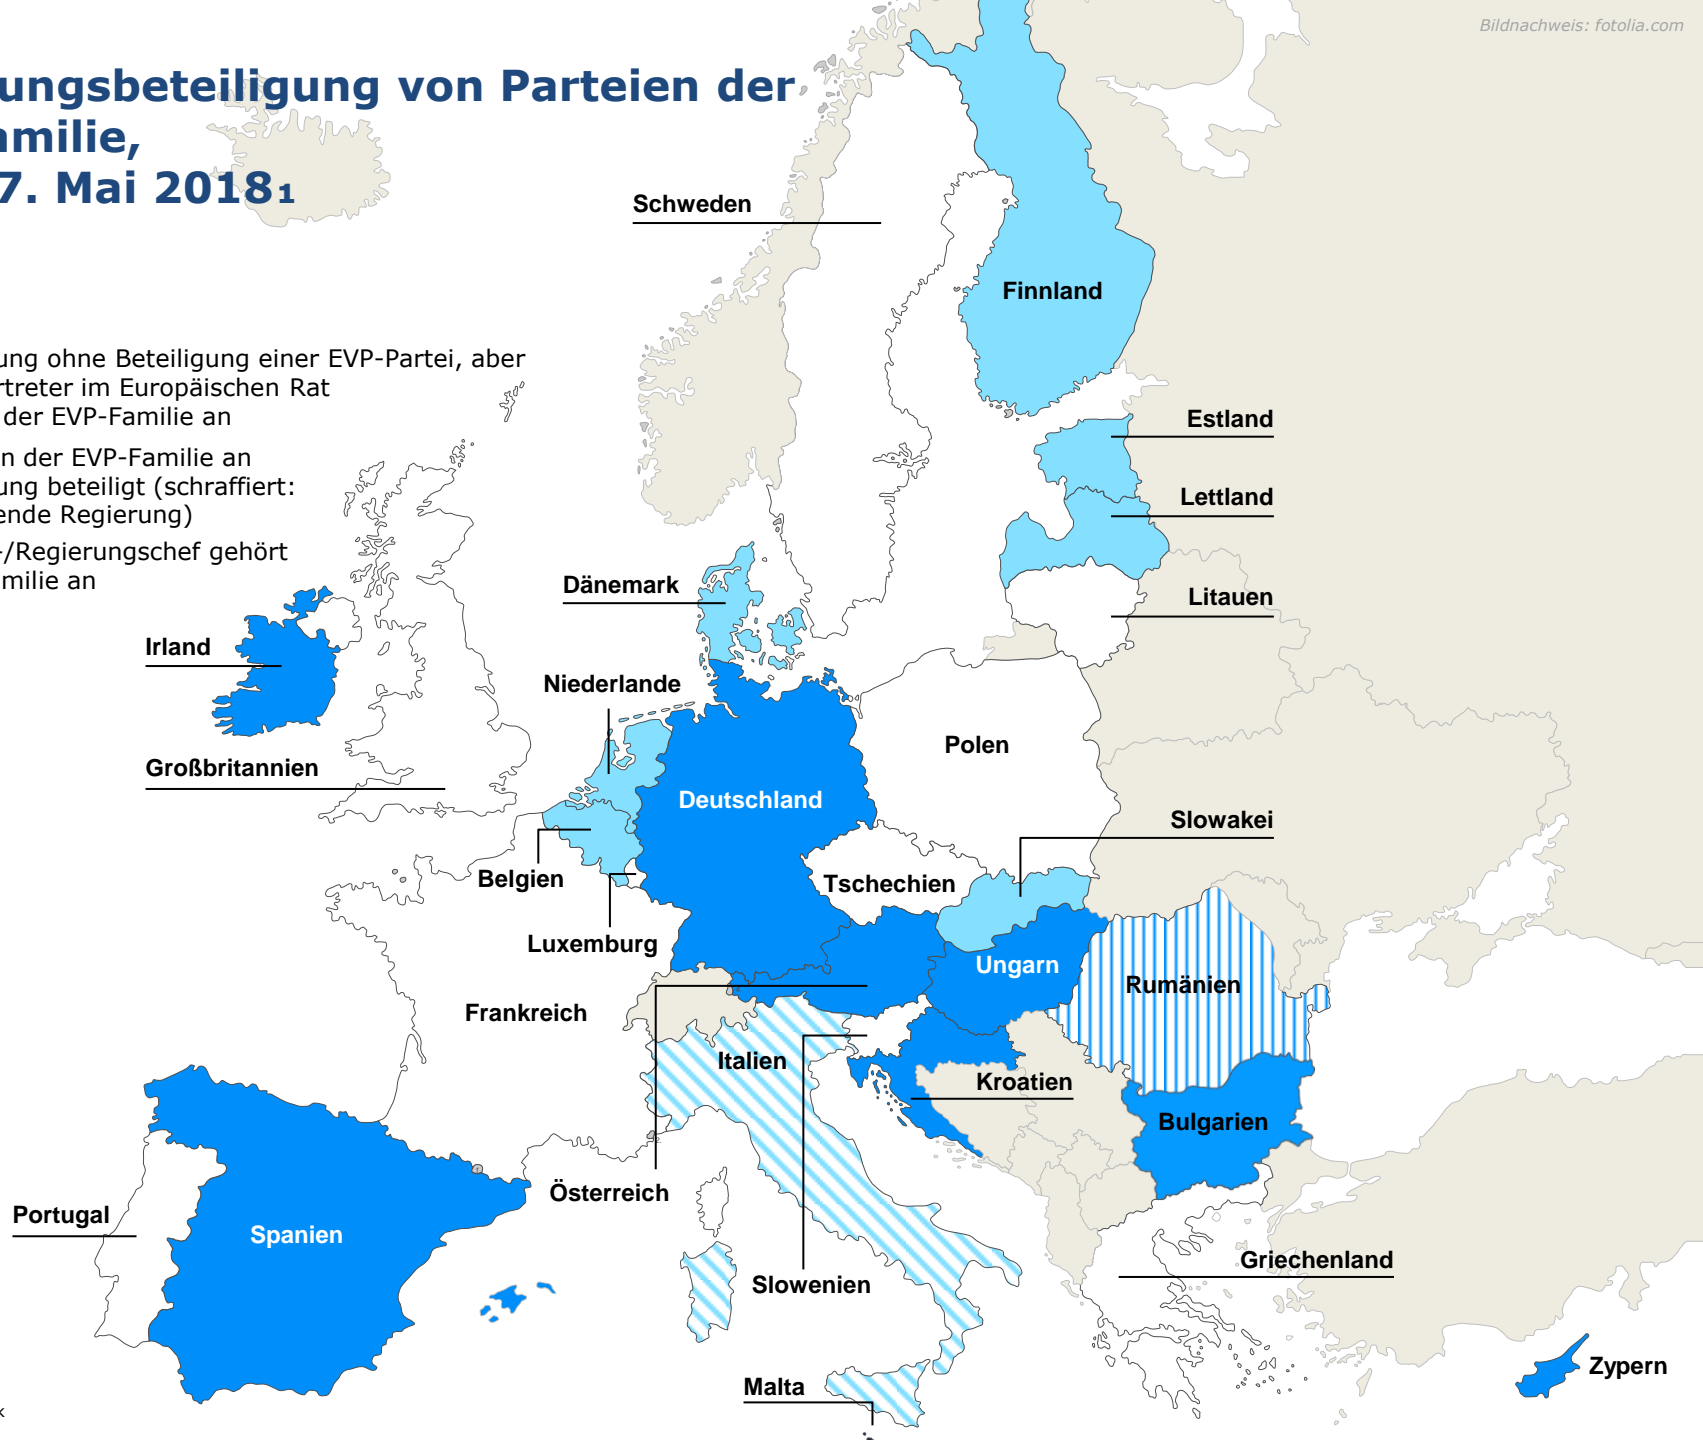 Bildnachweis: fotolia.com
ungsbeteiligung von Parteien der
amilie,
7. Mai 2018₁
ung ohne Beteiligung einer EVP-Partei, aber
rtreter im Europäischen Rat
der EVP-Familie an
n der EVP-Familie an
ung beteiligt (schraffiert:
ende Regierung)
-/Regierungschef gehört
amilie an
Schweden
Finnland
Estland
Lettland
Dänemark
Litauen
Irland
Niederlande
Polen
Großbritannien
Deutschland
Slowakei
Belgien
Tschechien
Luxemburg
Ungarn
Rumänien
Frankreich
Italien
Kroatien
Bulgarien
Österreich
Portugal
Spanien
Griechenland
Slowenien
Zypern
Malta
k